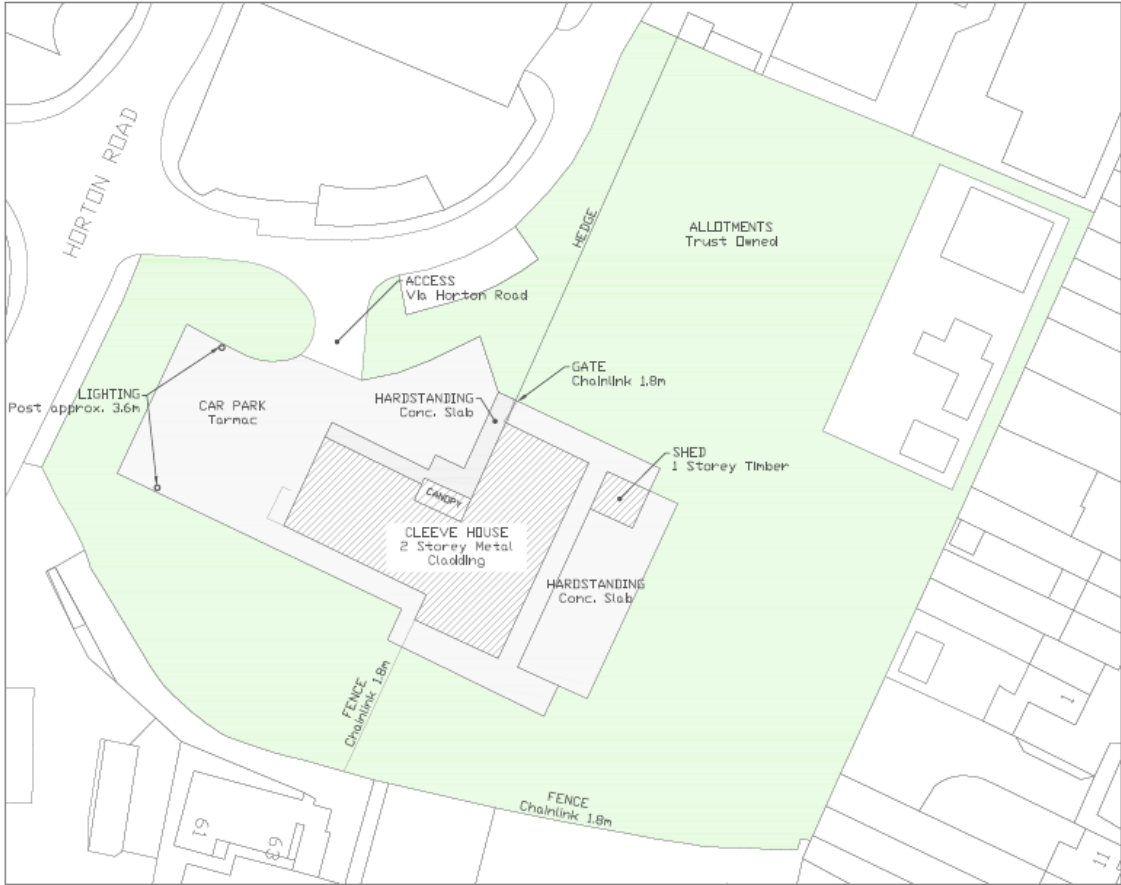 HORTON ROAD
HEDGE
ALLOTMENTS
Trust Owned
ACCESS
Via Horton Road
GATE
Chainlink 1.8m
LIGHTING
Post approx. 3.6m
CAR PARK
Tarmac
HARDSTANDING
Conc. Slab
SHED
1 Storey Timber
CANOPY
CLEEVE HOUSE
2 Storey Metal
Cladding
HARDSTANDING
Conc. Slab
FENCE
Chainlink 1.8m
1
FENCE
Chainlink 1.8m
61
63
11